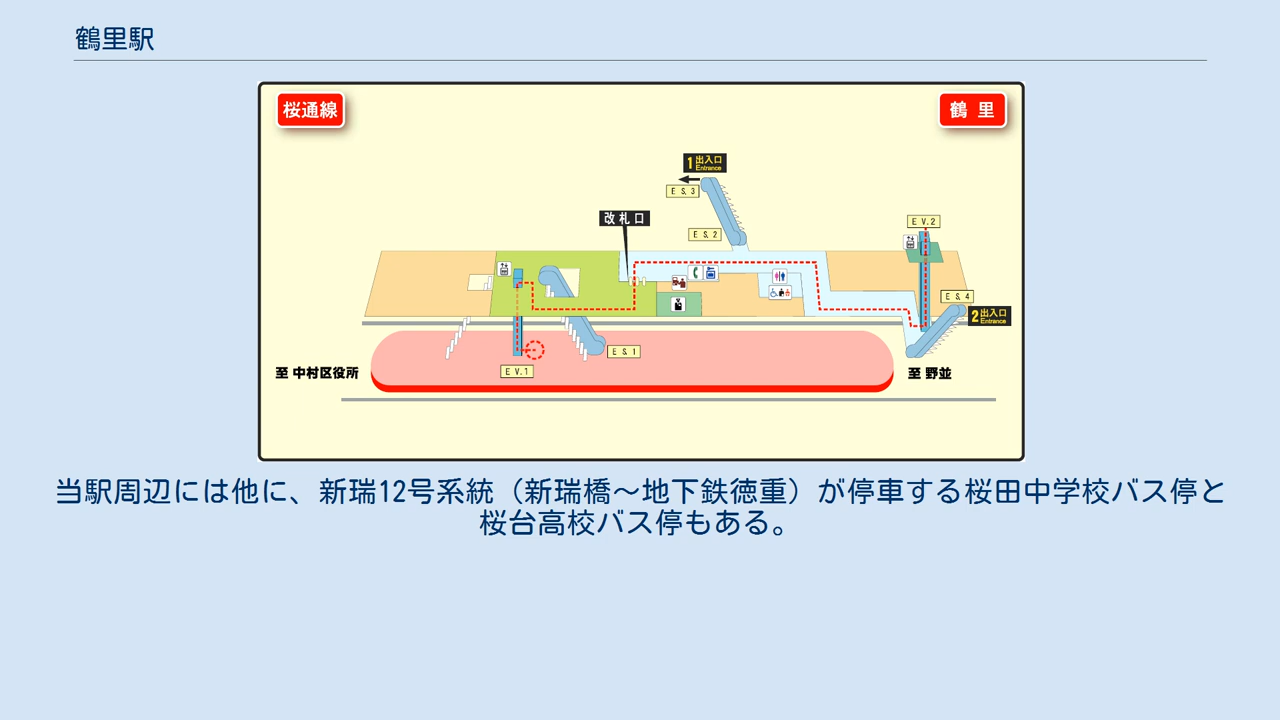 鶴里駅
桜通線
鶴 里
1 出入口
Entrance
E S. 3
改 札 口
E S. 2
E V. 2
E S. 4
2 出入口
Entrance
E S. 1
E V. 1
至 中村区役所
至 野並
当駅周辺には他に、新瑞12号系統（新瑞橋～地下鉄徳重）が停車する桜田中学校バス停と
桜台高校バス停もある。